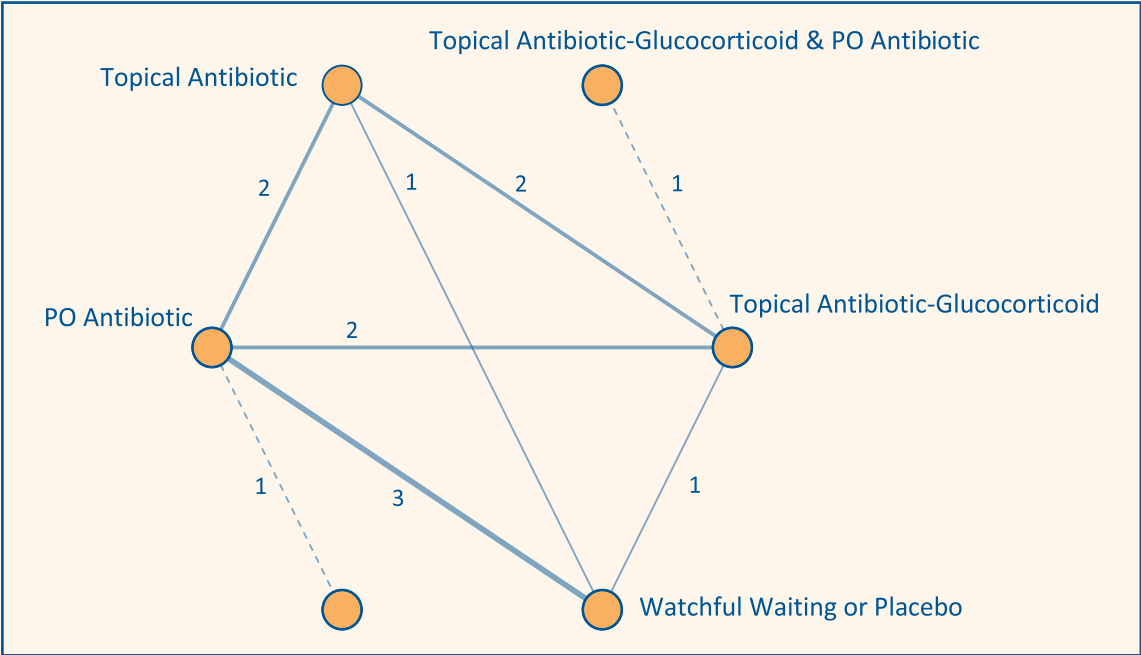 Topical Antibiotic-Glucocorticoid & PO Antibiotic
Topical Antibiotic
2
1
2
1
Topical Antibiotic-Glucocorticoid
PO Antibiotic
2
1
3
1
Watchful Waiting or Placebo